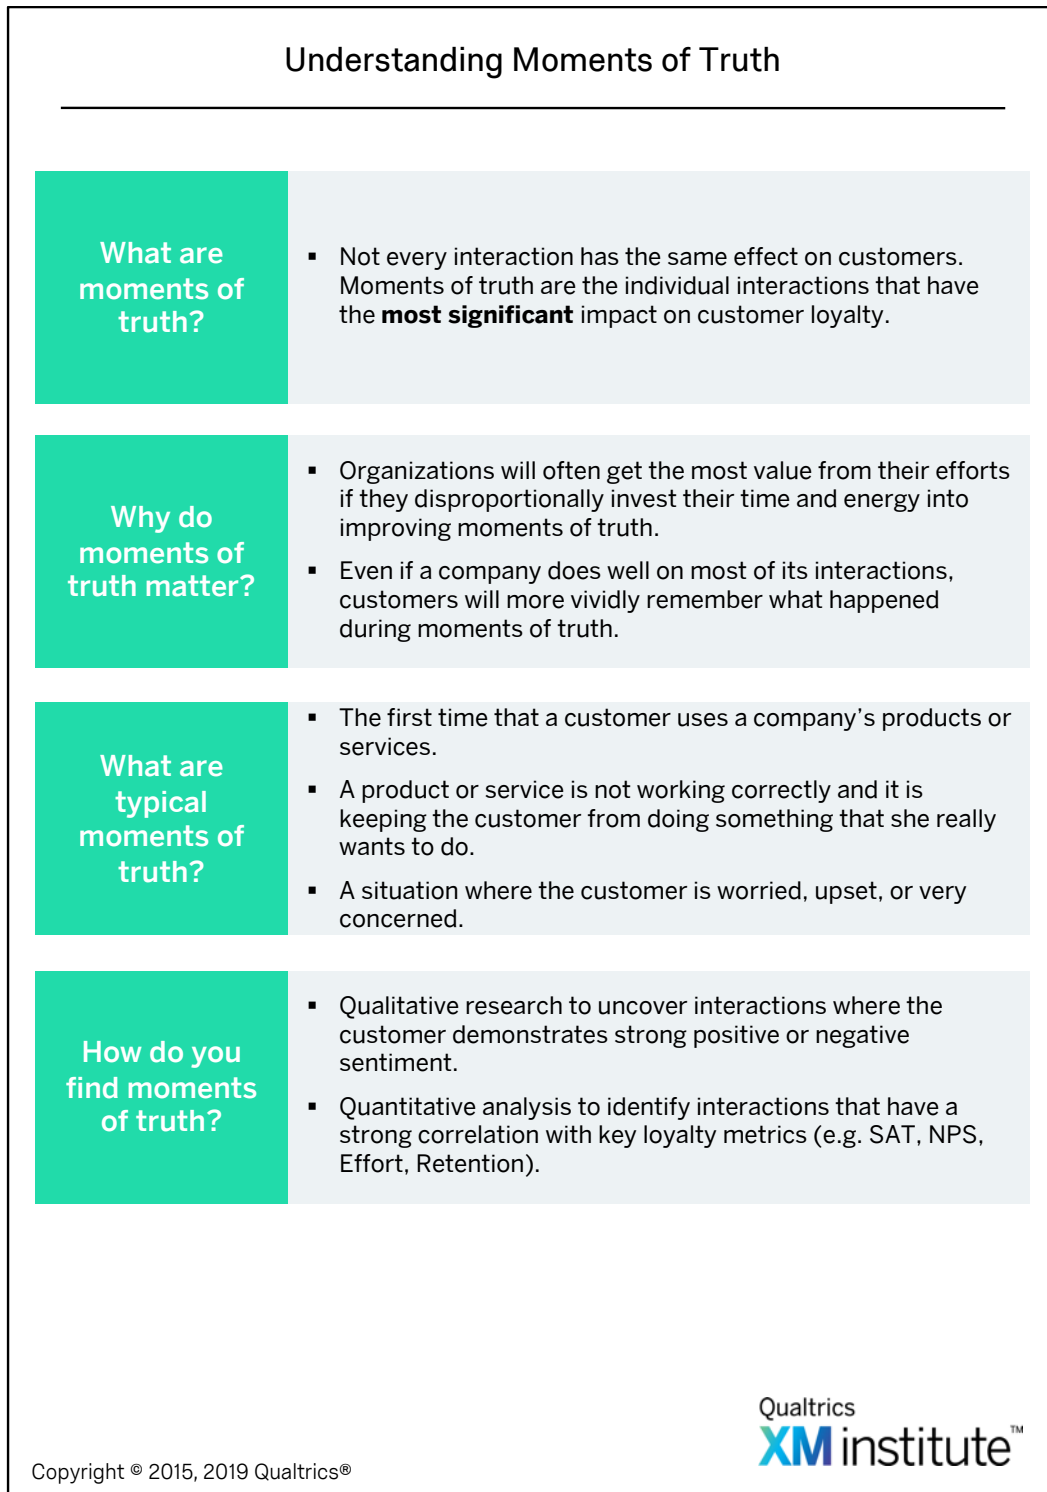 Understanding Moments of Truth
What are
moments of
truth?
▪ Not every interaction has the same effect on customers.
Moments of truth are the individual interactions that have
the most significant impact on customer loyalty.
Why do
moments of
truth matter?
▪ Organizations will often get the most value from their efforts
if they disproportionally invest their time and energy into
improving moments of truth.
▪ Even if a company does well on most of its interactions,
customers will more vividly remember what happened
during moments of truth.
What are
typical
moments of
truth?
▪ The first time that a customer uses a company’s products or
services.
▪ A product or service is not working correctly and it is
keeping the customer from doing something that she really
wants to do.
▪ A situation where the customer is worried, upset, or very
concerned.
How do you
find moments
of truth?
▪ Qualitative research to uncover interactions where the
customer demonstrates strong positive or negative
sentiment.
▪ Quantitative analysis to identify interactions that have a
strong correlation with key loyalty metrics (e.g. SAT, NPS,
Effort, Retention).
Qualtrics
XM institute™
Copyright © 2015, 2019 Qualtrics®